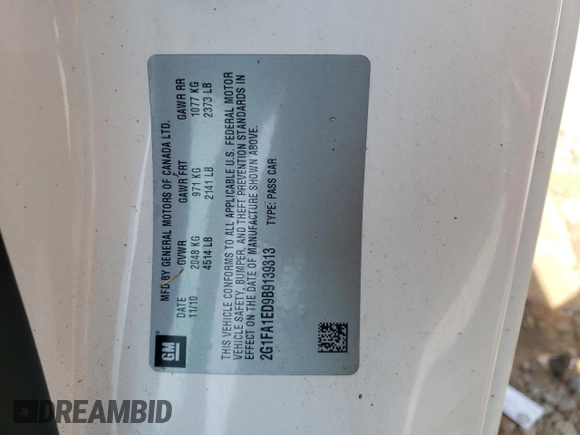 GM
MFD BY GENERAL MOTORS OF CANADA LTD.
DATE GVWR GAWR FRT GAWR RR
11/10 2048 KG 971 KG 1077 KG
4514 LB 2141 LB 2373 LB
THIS VEHICLE CONFORMS TO ALL APPLICABLE U.S. FEDERAL MOTOR
VEHICLE SAFETY, BUMPER, AND THEFT PREVENTION STANDARDS IN
EFFECT ON THE DATE OF MANUFACTURE SHOWN ABOVE.
2G1FA1ED9B9139313 TYPE: PASS CAR
DREAMBID